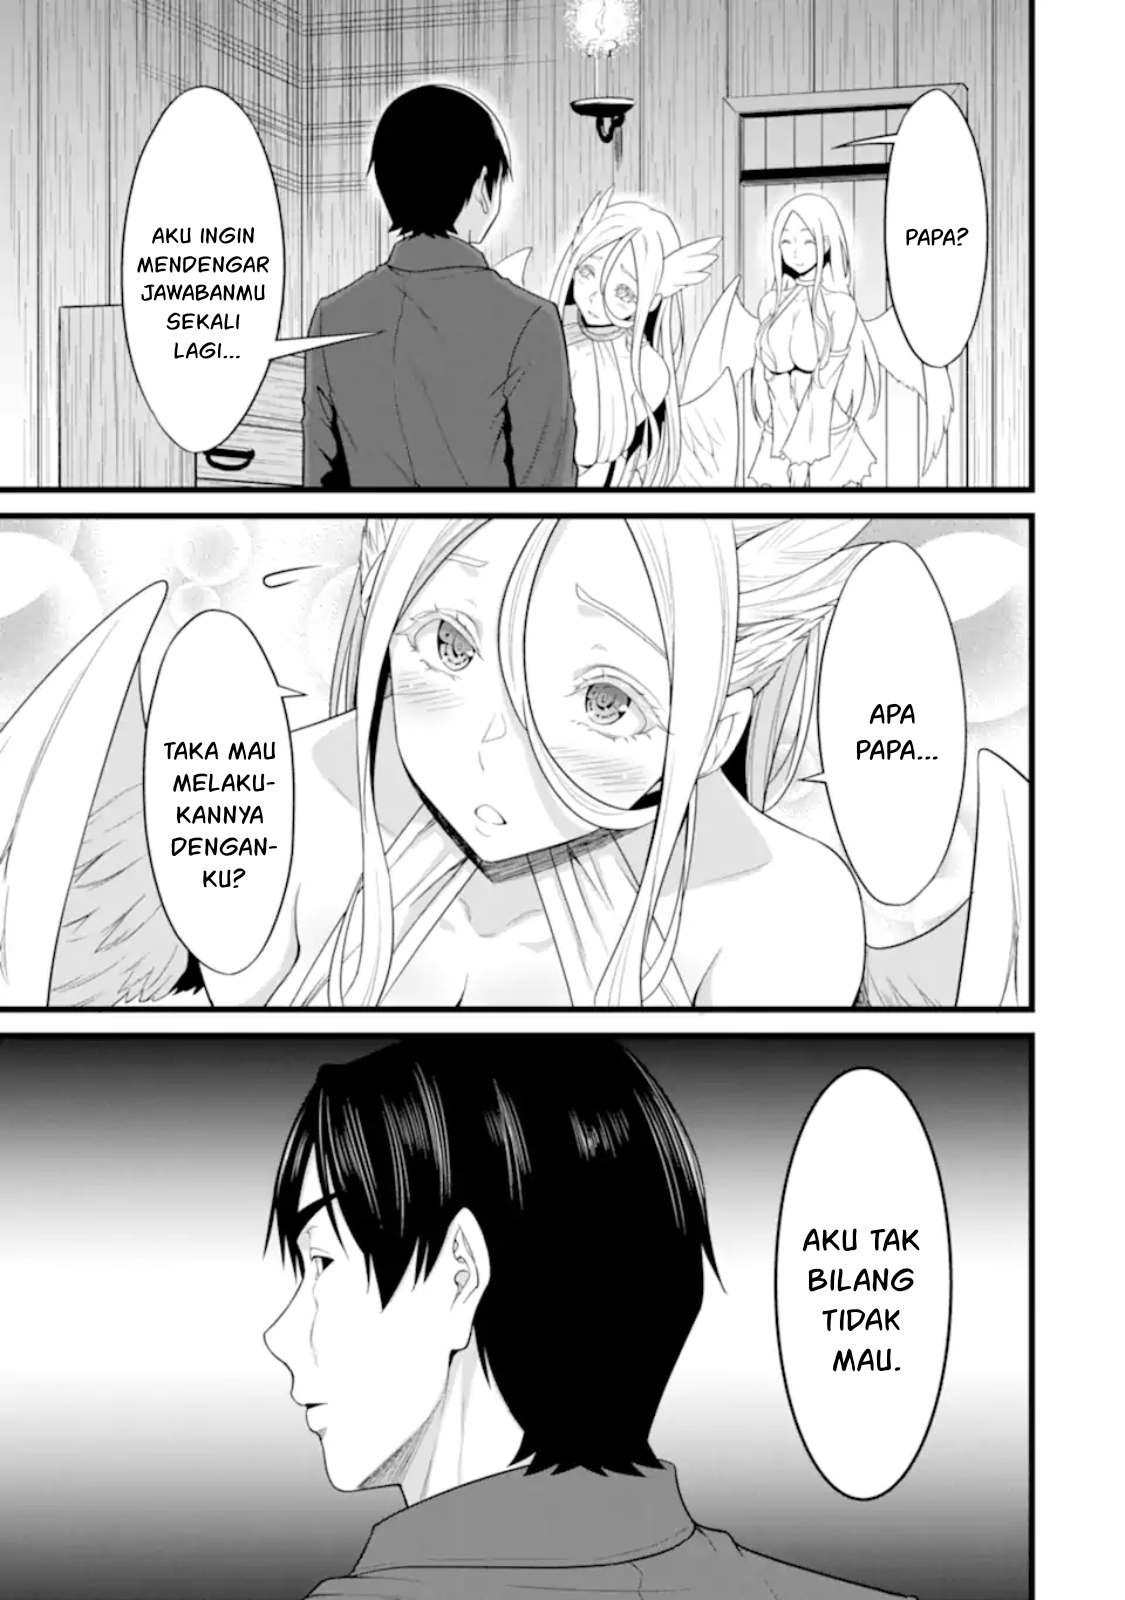 PAPA?
AKU INGIN
MENDENGAR
JAWABANMU
SEKALI
LAGI...
APA
PAPA...
TAKA MAU
MELAKU-
KANNYA
DENGAN-
KU?
AKU TAK
BILANG
TIDAK
MAU.